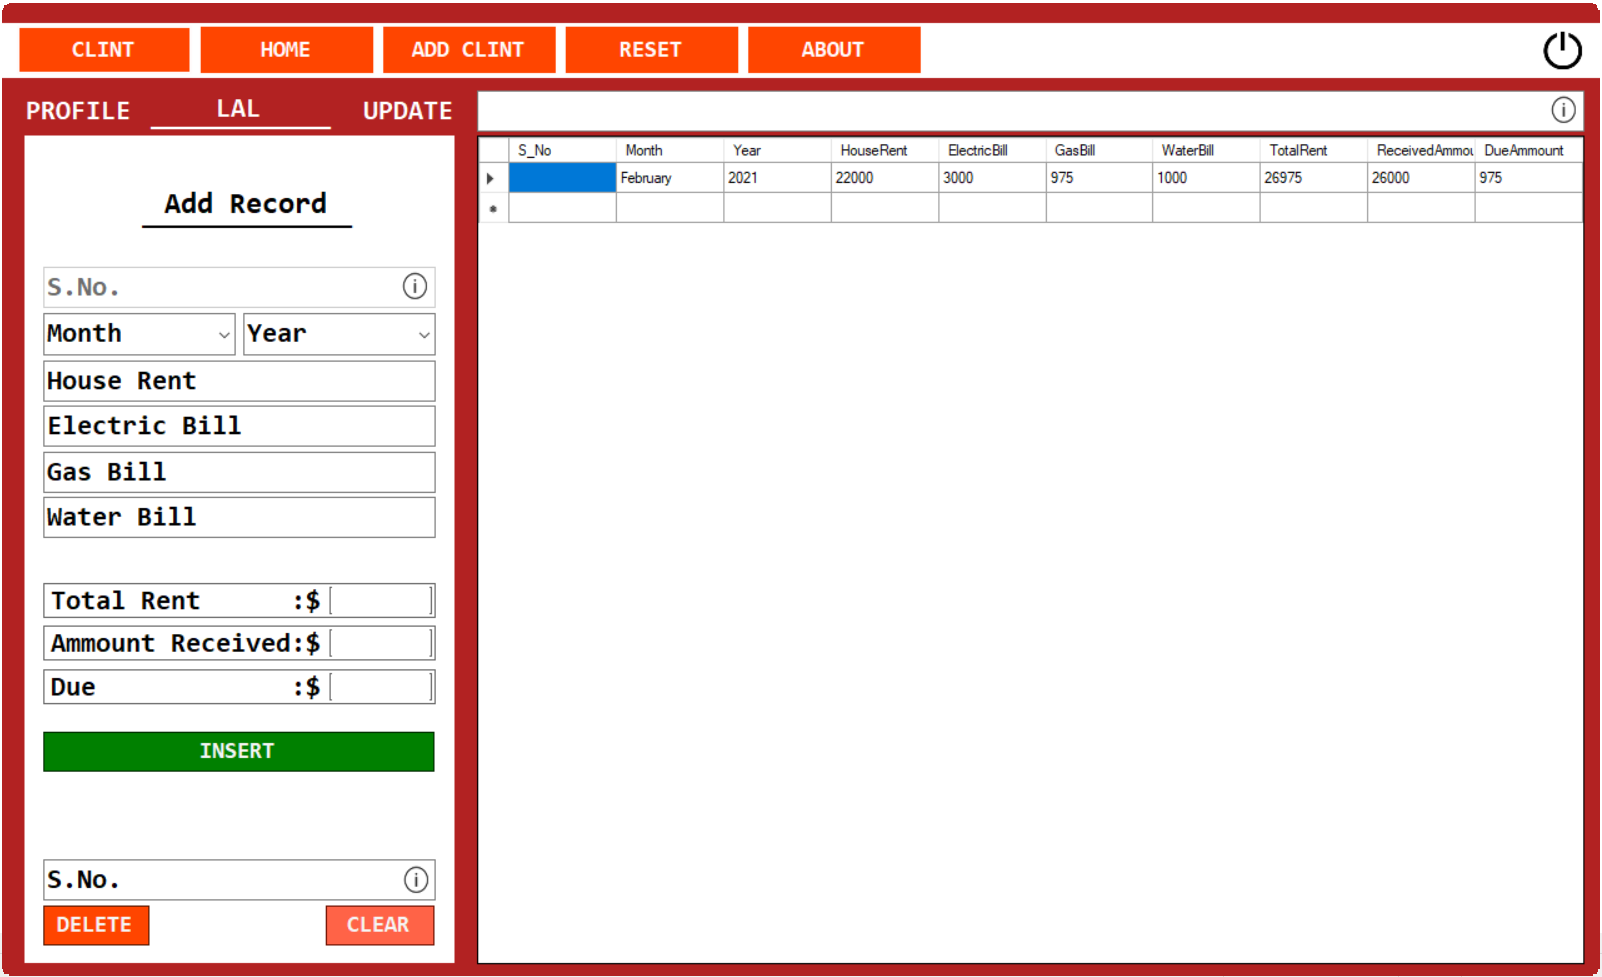 CLINT HOME ADD CLINT RESET ABOUT
PROFILE LAL UPDATE
Add Record
S.No.
Month Year
House Rent
Electric Bill
Gas Bill
Water Bill
Total Rent :$
Ammount Received:$
Due :$
INSERT
S.No.
DELETE CLEAR
S_No Month Year HouseRent ElectricBill GasBill WaterBill TotalRent ReceivedAmmou DueAmmount
February 2021 22000 3000 975 1000 26975 26000 975